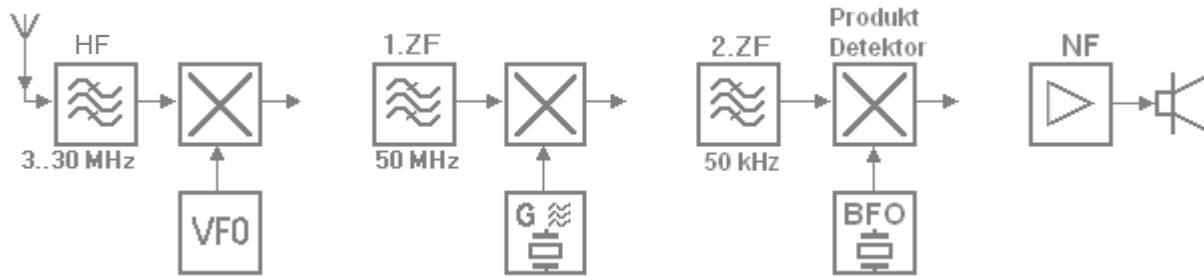 HF
1.ZF
2.ZF
Produkt
Detektor
NF
3..30 MHz
50 MHz
50 kHz
VFO
G
BFO